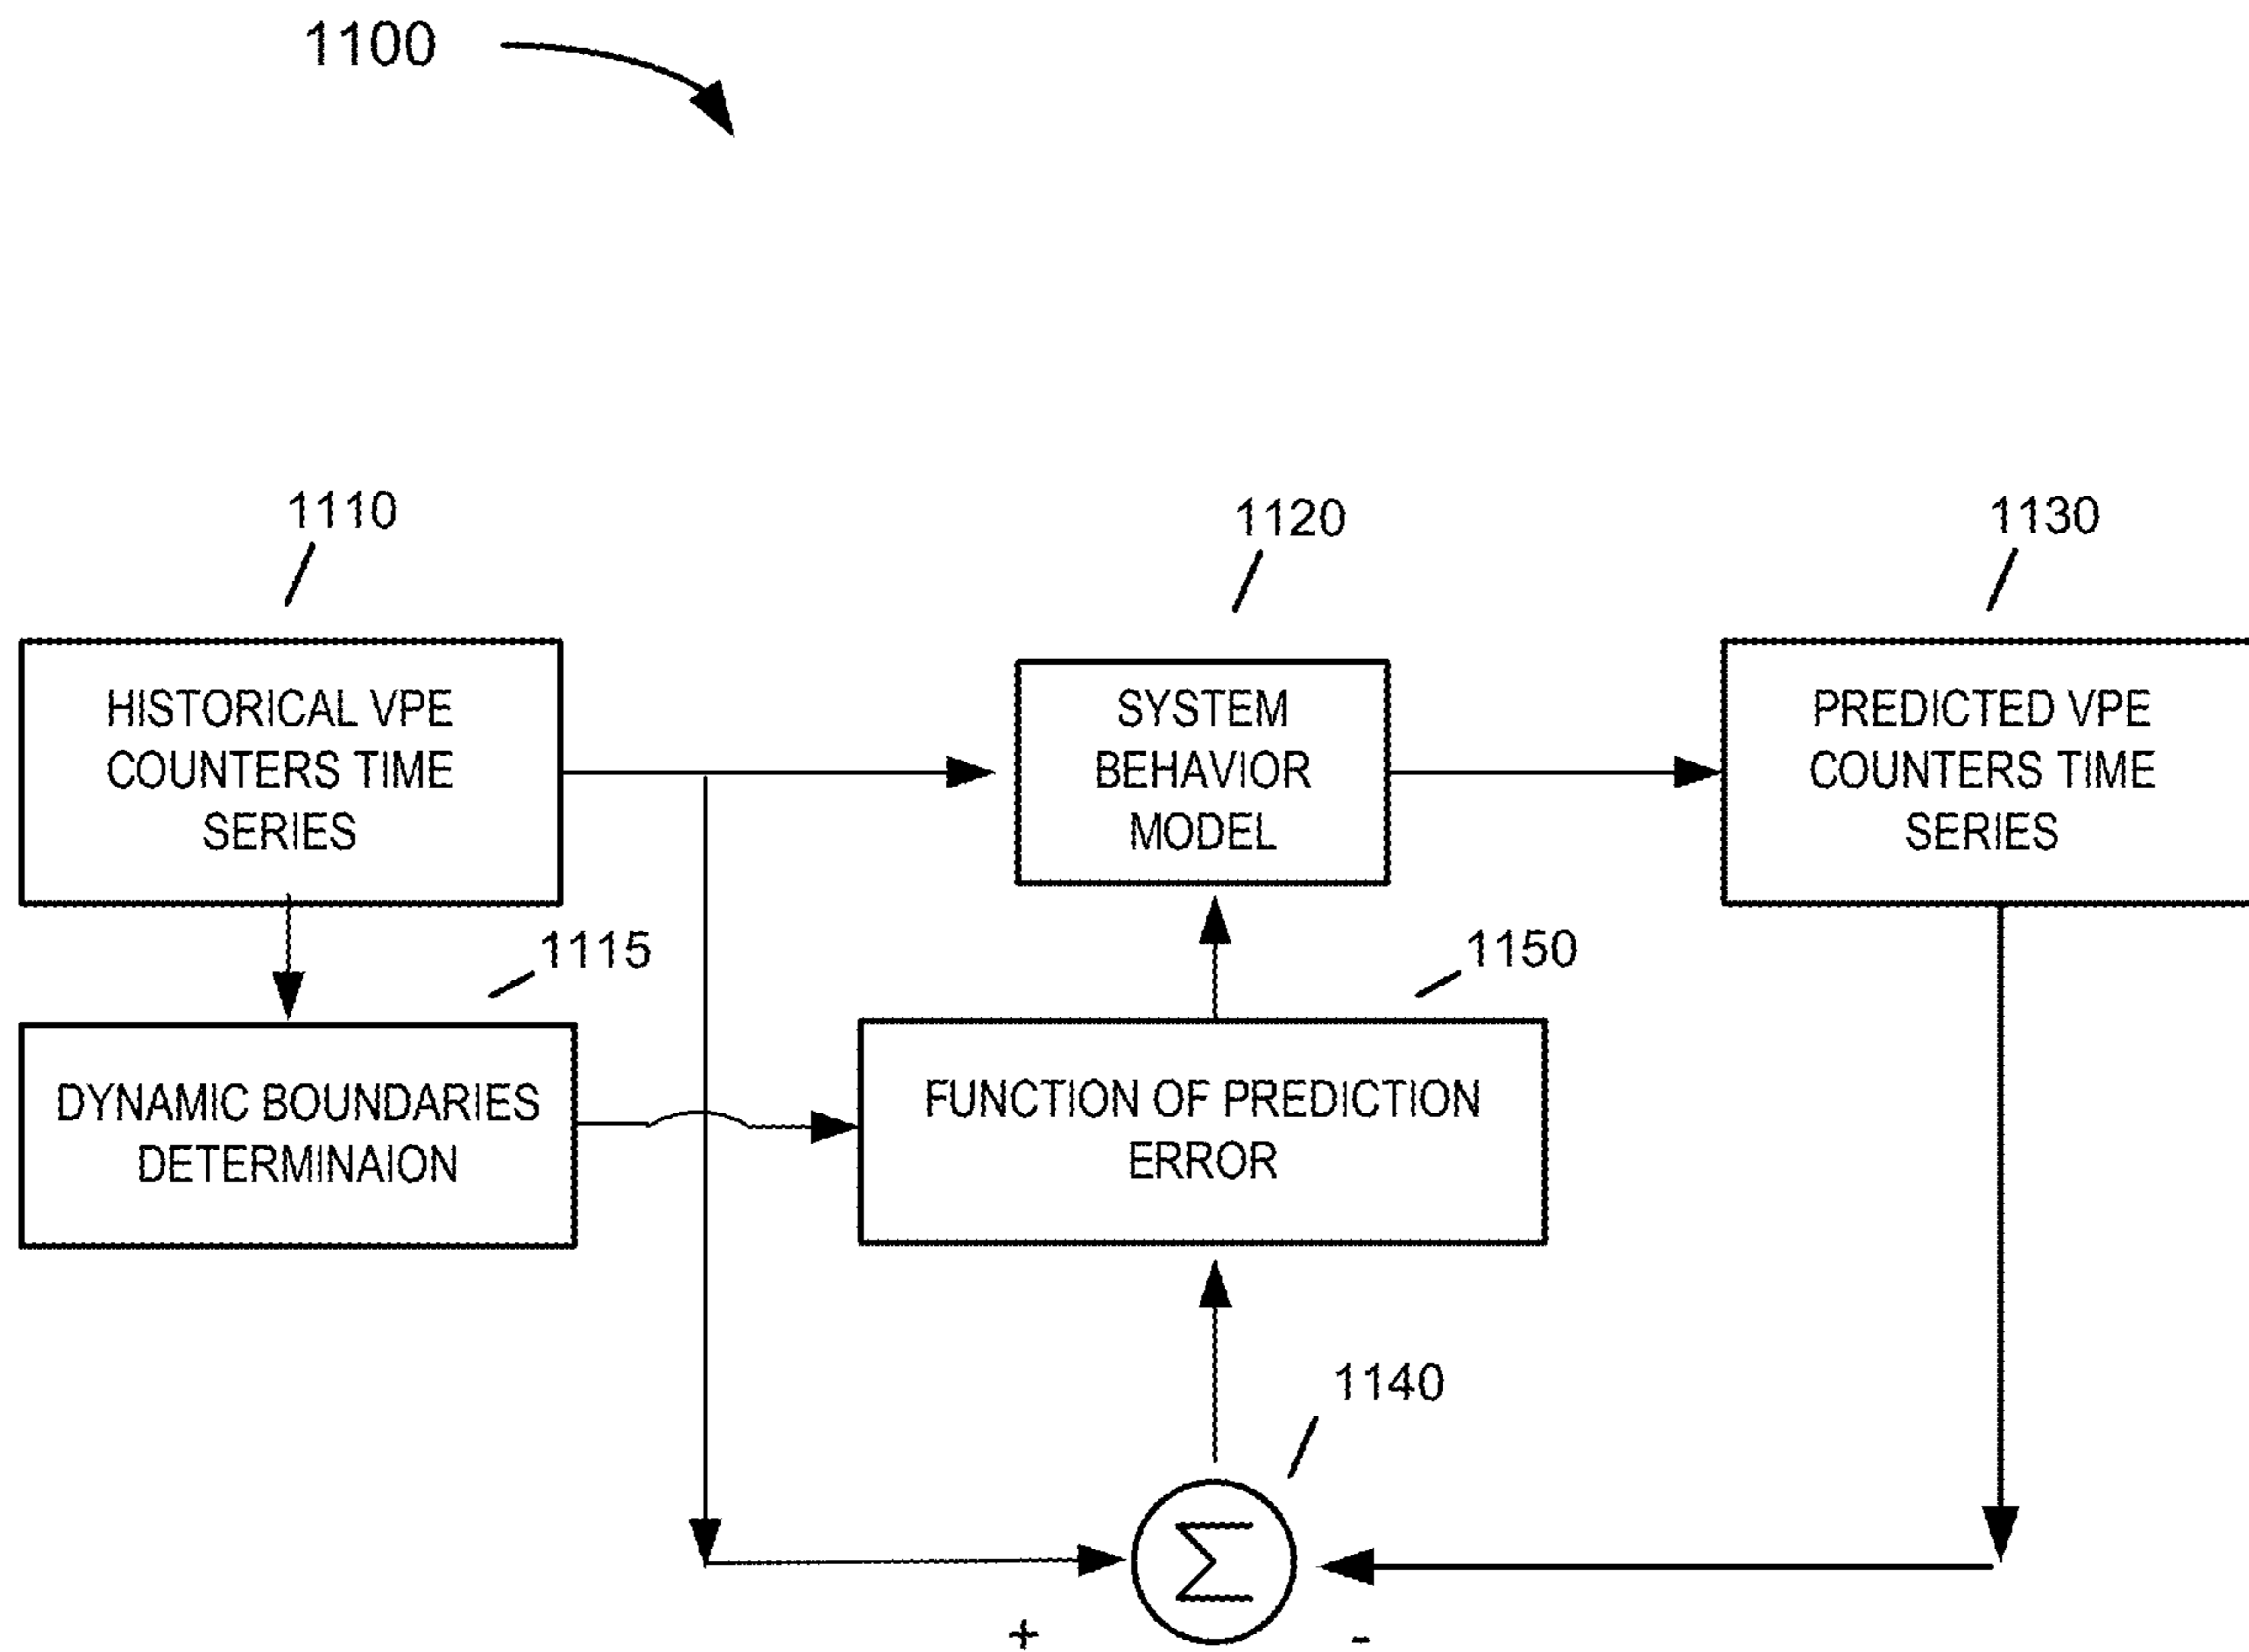 1100
1110
1120
1130
HISTORICAL VPE
COUNTERS TIME
SERIES
SYSTEM
BEHAVIOR
MODEL
PREDICTED VPE
COUNTERS TIME
SERIES
1115
1150
DYNAMIC BOUNDARIES
DETERMINAION
FUNCTION OF PREDICTION
ERROR
1140
Σ
+
-